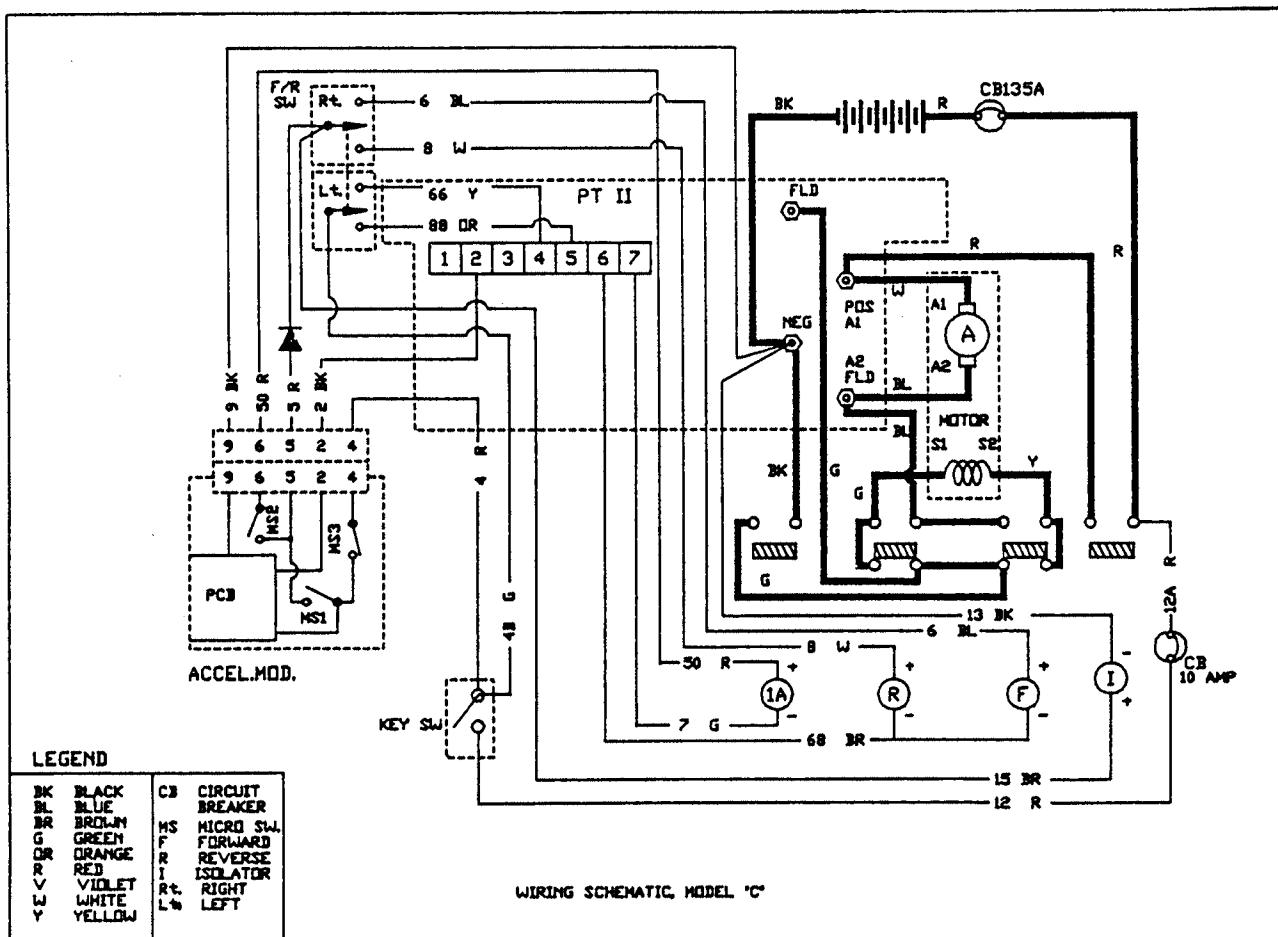 F/R
SW
Rt.
6 BL
8 W
Lt.
66 Y
88 OR
PT II
1 2 3 4 5 6 7
BK
R
CB135A
FLD
R
R
POS
A1
W
A1
A
NEG
A2
FLD
BL
A2
MOTOR
BL
S1 S2
Y
BK
G
G
G
9 BK
50 R
5 R
2 BK
4 R
9 6 5 2 4
9 6 5 2 4
MS2
MS3
PCB
MS1
ACCEL.MOD.
4B G
KEY SW
13 BK
6 BL
8 W
50 R
1A
+
-
R
+
-
F
+
-
I
-
+
12A R
CB
10 AMP
7 G
68 BR
15 BR
12 R
LEGEND
BK BLACK
BL BLUE
BR BROWN
G GREEN
OR ORANGE
R RED
V VIOLET
W WHITE
Y YELLOW
CB CIRCUIT
BREAKER
MS MICRO SW.
F FORWARD
R REVERSE
I ISOLATOR
Rt. RIGHT
Lt. LEFT
WIRING SCHEMATIC, MODEL "C"